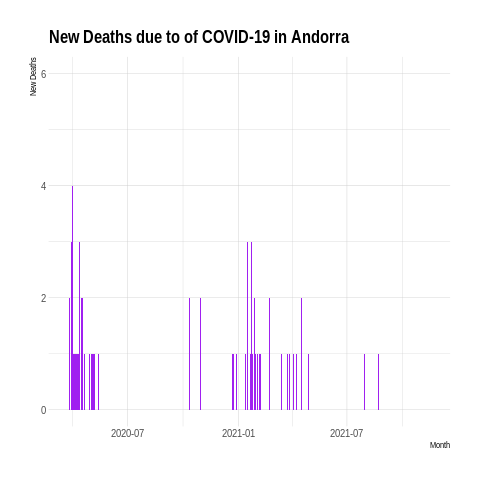 New Deaths due to of COVID-19 in Andorra
New Deaths
6
4
2
0
2020-07 2021-01 2021-07
Month